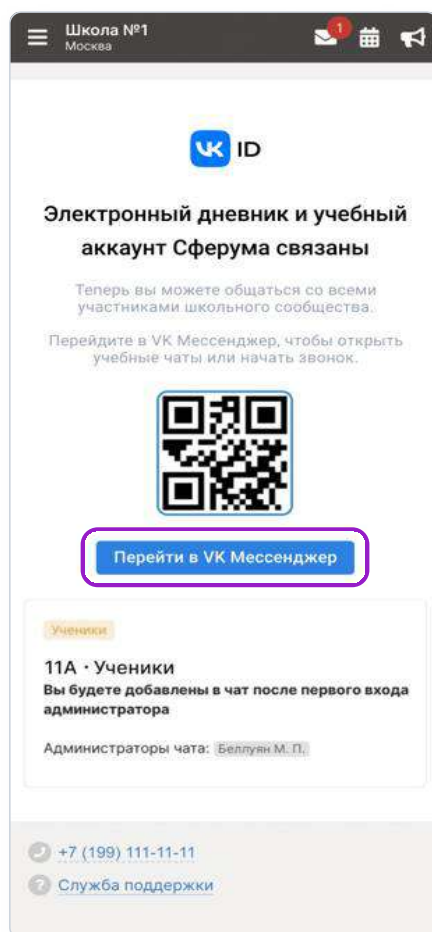 Школа №1
Москва
1
VK ID
Электронный дневник и учебный
аккаунт Сферума связаны
Теперь вы можете общаться со всеми
участниками школьного сообщества.
Перейдите в VK Мессенджер, чтобы открыть
учебные чаты или начать звонок.
Перейти в VK Мессенджер
Ученики
11А · Ученики
Вы будете добавлены в чат после первого входа
администратора
Администраторы чата: Беллуян М. П.
+7 (199) 111-11-11
Служба поддержки